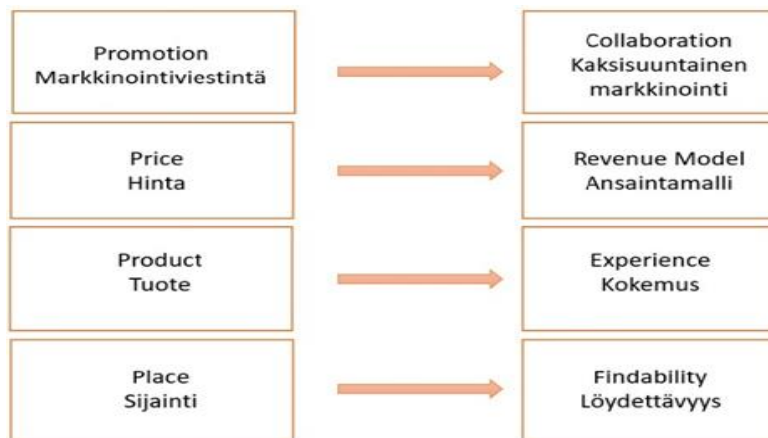 Promotion
Markkinointiviestintä
Collaboration
Kaksisuuntainen
markkinointi
Price
Hinta
Revenue Model
Ansaintamalli
Product
Tuote
Experience
Kokemus
Place
Sijainti
Findability
Löydettävyys